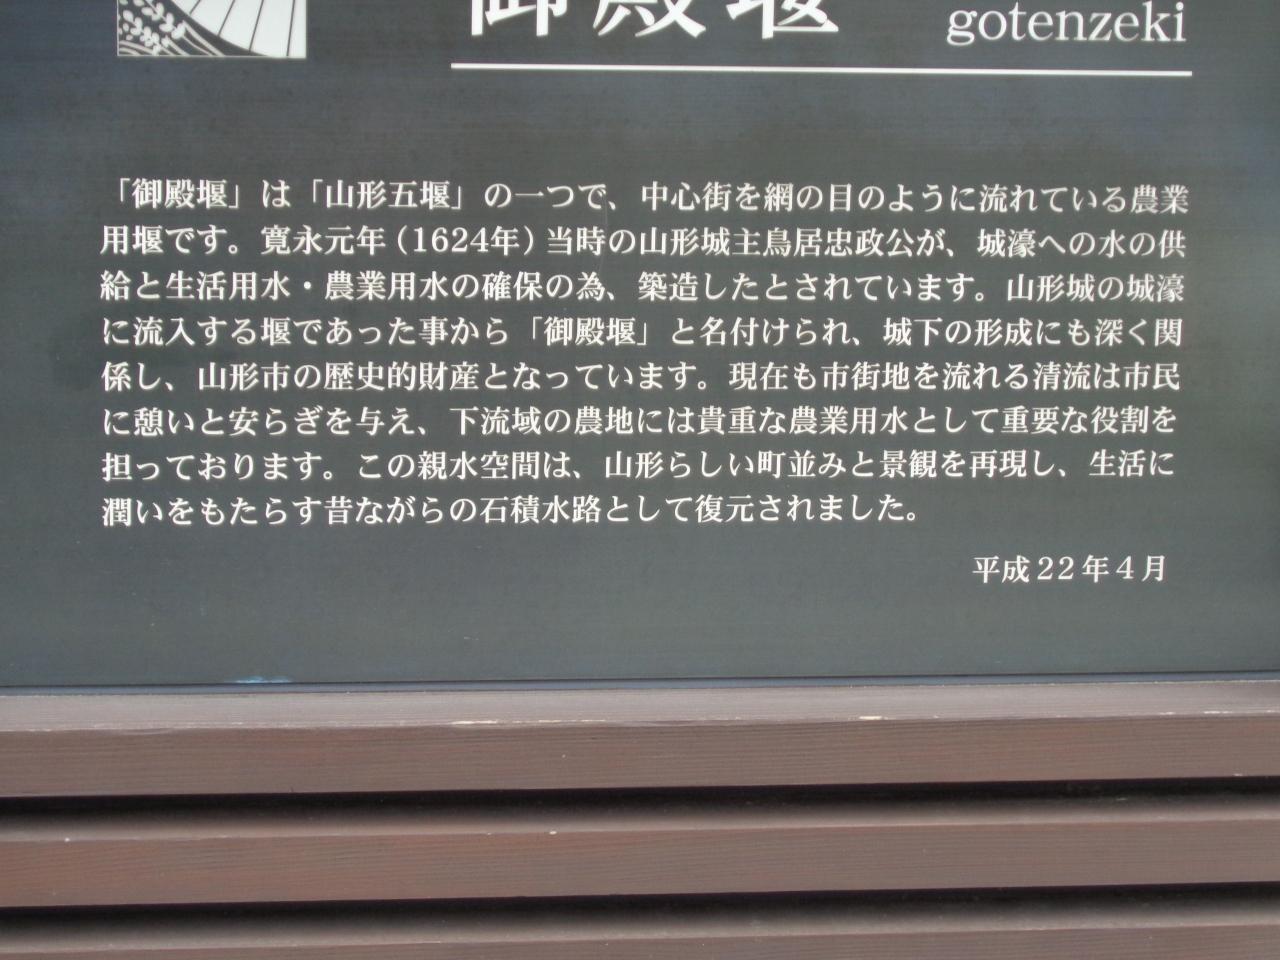 御殿堰 gotenzeki
「御殿堰」は「山形五堰」の一つで、中心街を網の目のように流れている農業
用堰です。寛永元年（1624年）当時の山形城主鳥居忠政公が、城濠への水の供
給と生活用水・農業用水の確保の為、築造したとされています。山形城の城濠
に流入する堰であった事から「御殿堰」と名付けられ、城下の形成にも深く関
係し、山形市の歴史的財産となっています。現在も市街地を流れる清流は市民
に憩いと安らぎを与え、下流域の農地には貴重な農業用水として重要な役割を
担っております。この親水空間は、山形らしい町並みと景観を再現し、生活に
潤いをもたらす昔ながらの石積水路として復元されました。
平成22年4月